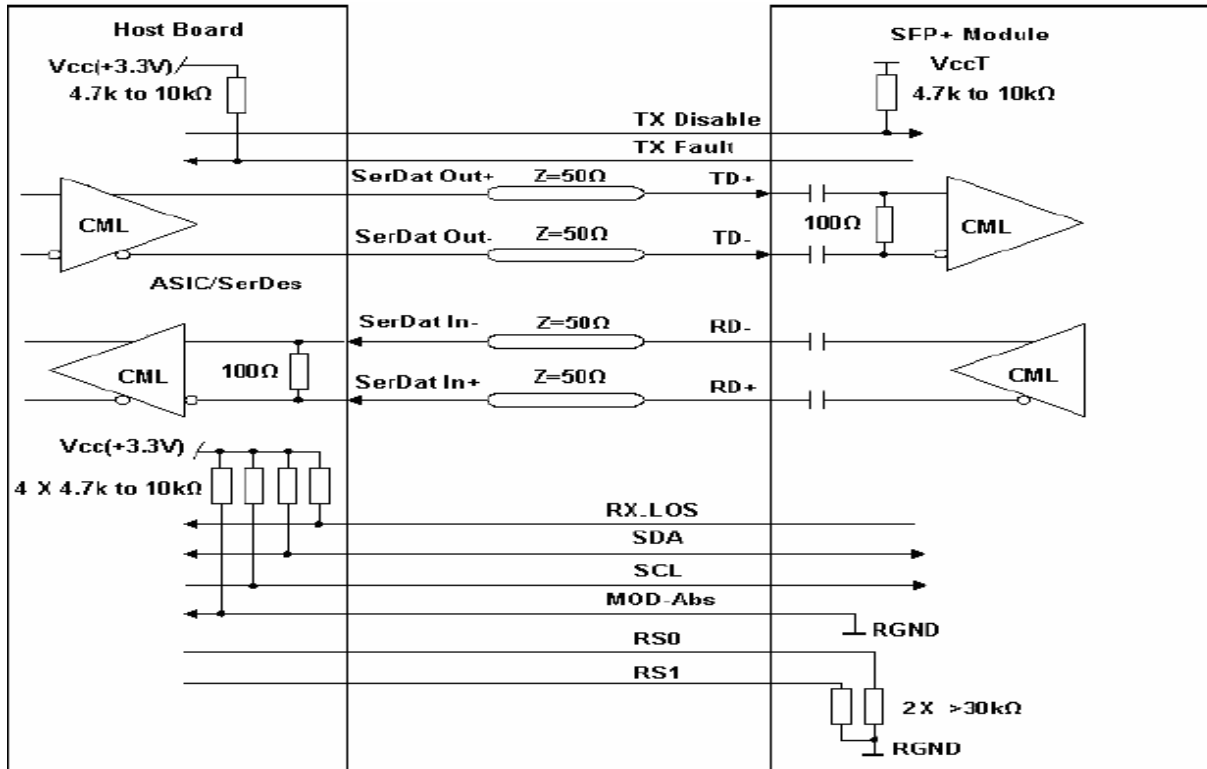 Host Board
SFP+ Module
Vcc(+3.3V)
4.7k to 10kΩ
VccT
4.7k to 10kΩ
TX Disable
TX Fault
SerDat Out+
Z=50Ω
TD+
CML
100Ω
CML
SerDat Out-
Z=50Ω
TD-
ASIC/SerDes
SerDat In-
Z=50Ω
RD-
CML
100Ω
SerDat In+
Z=50Ω
RD+
CML
Vcc(+3.3V)
4 X 4.7k to 10kΩ
RX_LOS
SDA
SCL
MOD-Abs
RGND
RS0
RS1
2X >30kΩ
RGND